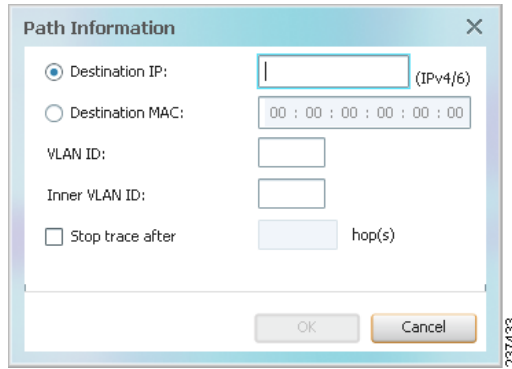 Path Information
Destination IP: (IPv4/6)
Destination MAC: 00 : 00 : 00 : 00 : 00 : 00
VLAN ID:
Inner VLAN ID:
Stop trace after hop(s)
OK Cancel
237433